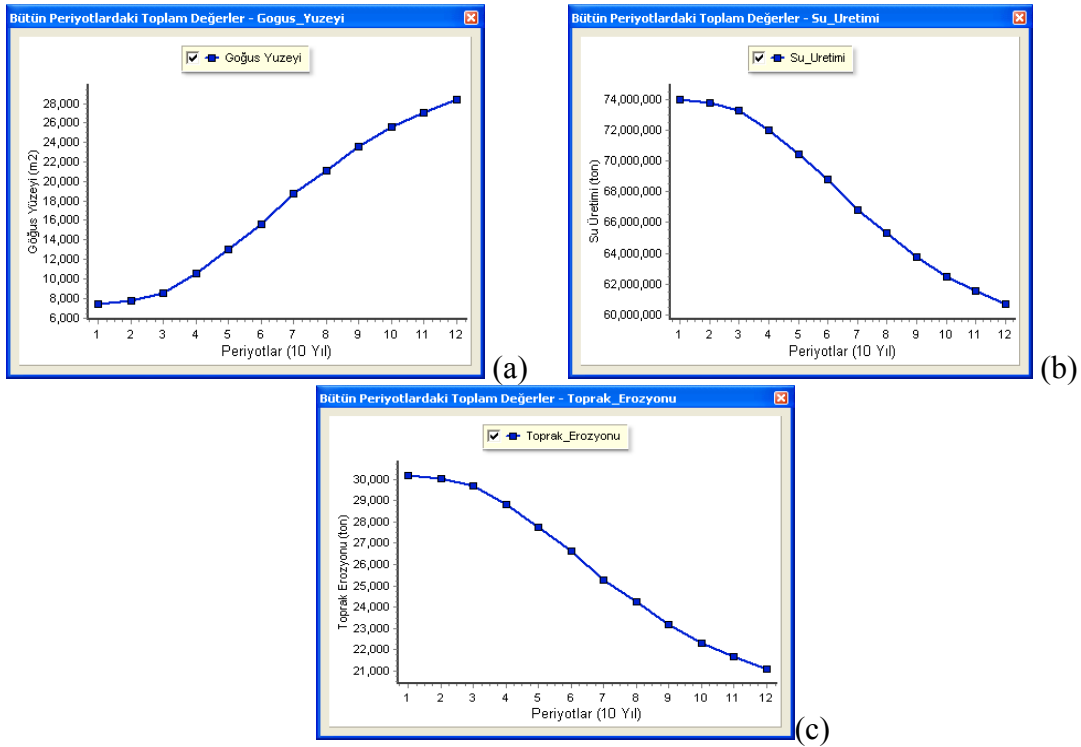 Bütün Periyotlardaki Toplam Değerler - Gogus_Yuzeyi
Goğus Yuzeyi
28,000
26,000
24,000
22,000
20,000
18,000
16,000
14,000
12,000
10,000
8,000
6,000
Göğus Yüzeyi (m2)
1 2 3 4 5 6 7 8 9 10 11 12
Periyotlar (10 Yıl)
(a)
Bütün Periyotlardaki Toplam Değerler - Su_Uretimi
Su_Uretimi
74,000,000
72,000,000
70,000,000
68,000,000
66,000,000
64,000,000
62,000,000
60,000,000
Su Üretimi (ton)
1 2 3 4 5 6 7 8 9 10 11 12
Periyotlar (10 Yıl)
(b)
Bütün Periyotlardaki Toplam Değerler - Toprak_Erozyonu
Toprak_Erozyonu
30,000
29,000
28,000
27,000
26,000
25,000
24,000
23,000
22,000
21,000
Toprak Erozyonu (ton)
1 2 3 4 5 6 7 8 9 10 11 12
Periyotlar (10 Yıl)
(c)